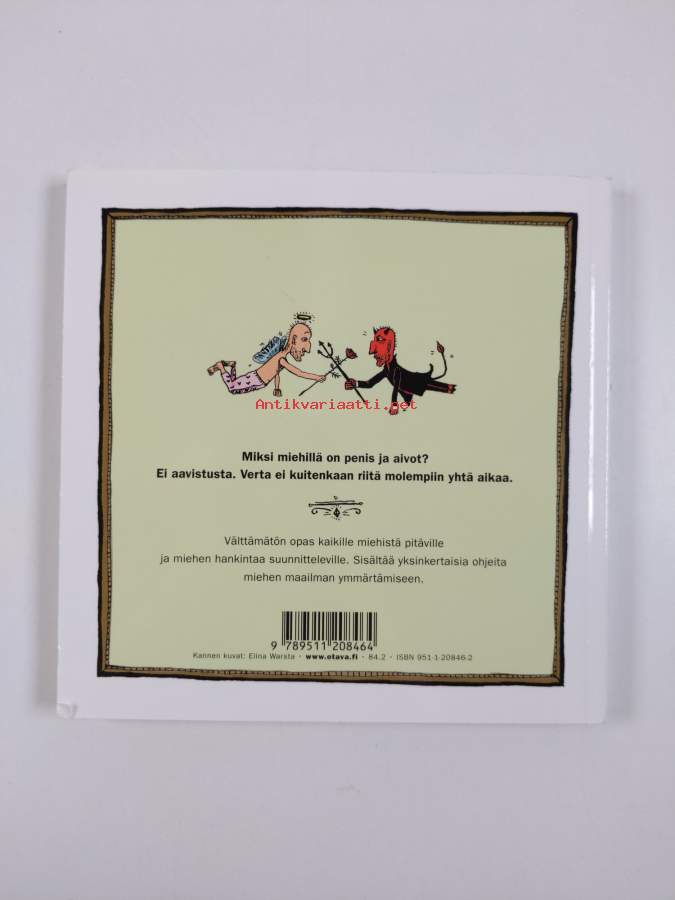 Antikvariaatti.net
Miksi miehillä on penis ja aivot?
Ei aavistusta. Verta ei kuitenkaan riitä molempiin yhtä aikaa.
Välttämätön opas kaikille miehistä pitäville
ja miehen hankintaa suunnitteleville. Sisältää yksinkertaisia ohjeita
miehen maailman ymmärtämiseen.
9 789511 208464
Kannen kuvat: Elina Warsta · www.otava.fi · 84.2 · ISBN 951-1-20846-2